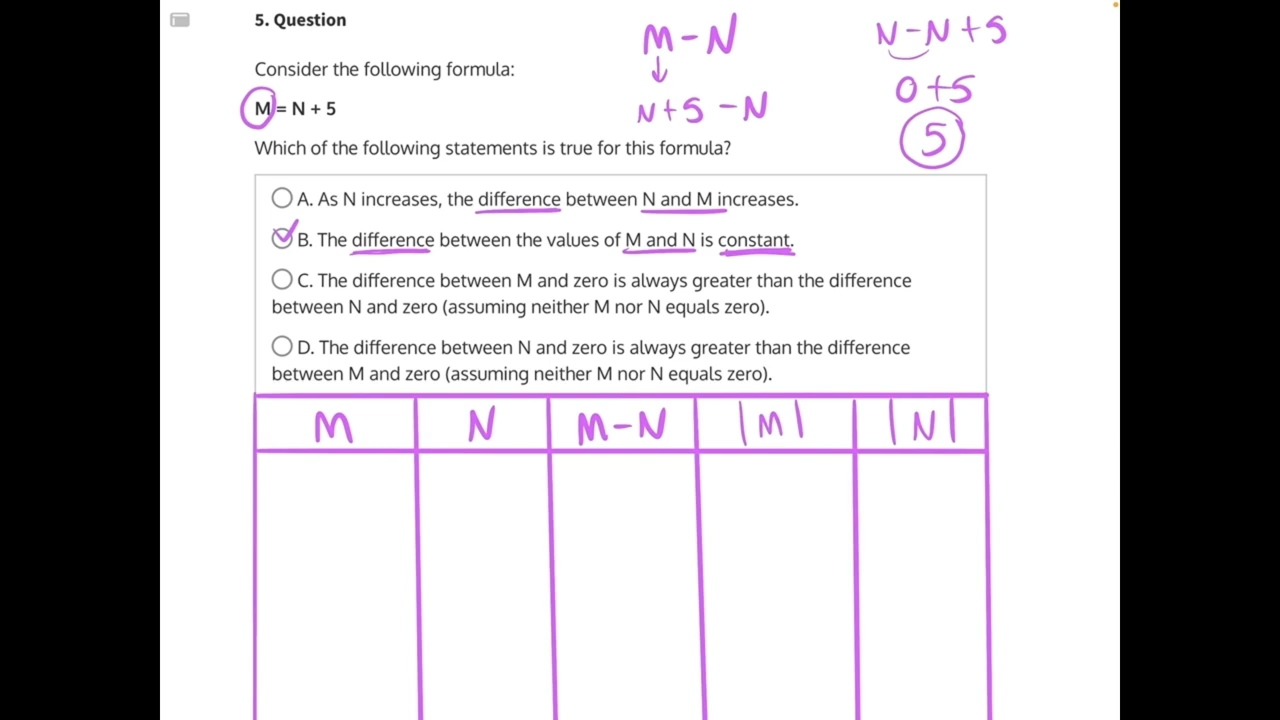 5. Question
Consider the following formula:
M = N + 5
Which of the following statements is true for this formula?
M - N
N + 5 - N
N - N + 5
0 + 5
5
A. As N increases, the difference between N and M increases.
B. The difference between the values of M and N is constant.
C. The difference between M and zero is always greater than the difference
between N and zero (assuming neither M nor N equals zero).
D. The difference between N and zero is always greater than the difference
between M and zero (assuming neither M nor N equals zero).
M N M-N |M| |N|